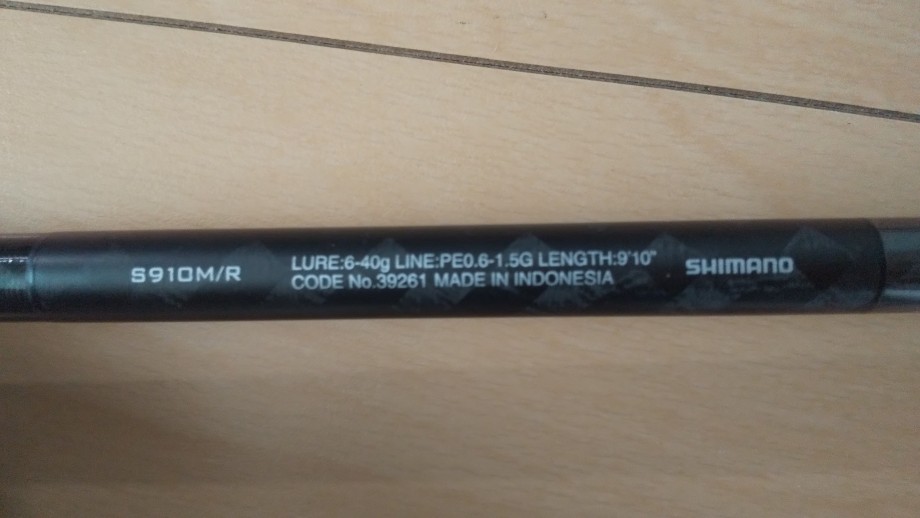 S910M/R
LURE:6-40g LINE:PE0.6-1.5G LENGTH:9'10"
CODE No.39261 MADE IN INDONESIA
SHIMANO